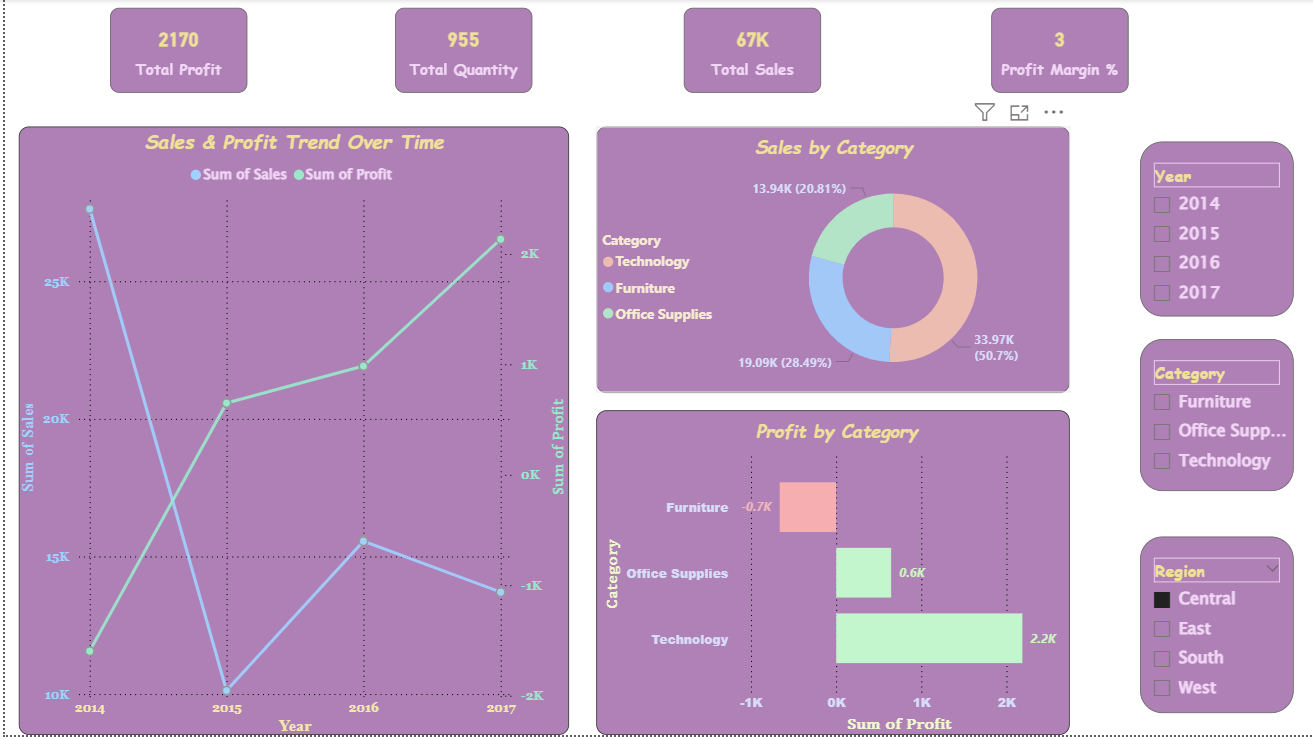 2170
Total Profit
955
Total Quantity
67K
Total Sales
3
Profit Margin %
Sales & Profit Trend Over Time
Sum of Sales Sum of Profit
Sum of Sales
25K
20K
15K
10K
2K
1K
0K
-1K
-2K
Sum of Profit
2014 2015 2016 2017
Year
Sales by Category
13.94K (20.81%)
Category
Technology
Furniture
Office Supplies
33.97K
(50.7%)
19.09K (28.49%)
Profit by Category
Category
Furniture -0.7K
Office Supplies 0.6K
Technology 2.2K
-1K 0K 1K 2K
Sum of Profit
Year
2014
2015
2016
2017
Category
Furniture
Office Supp...
Technology
Region
Central
East
South
West